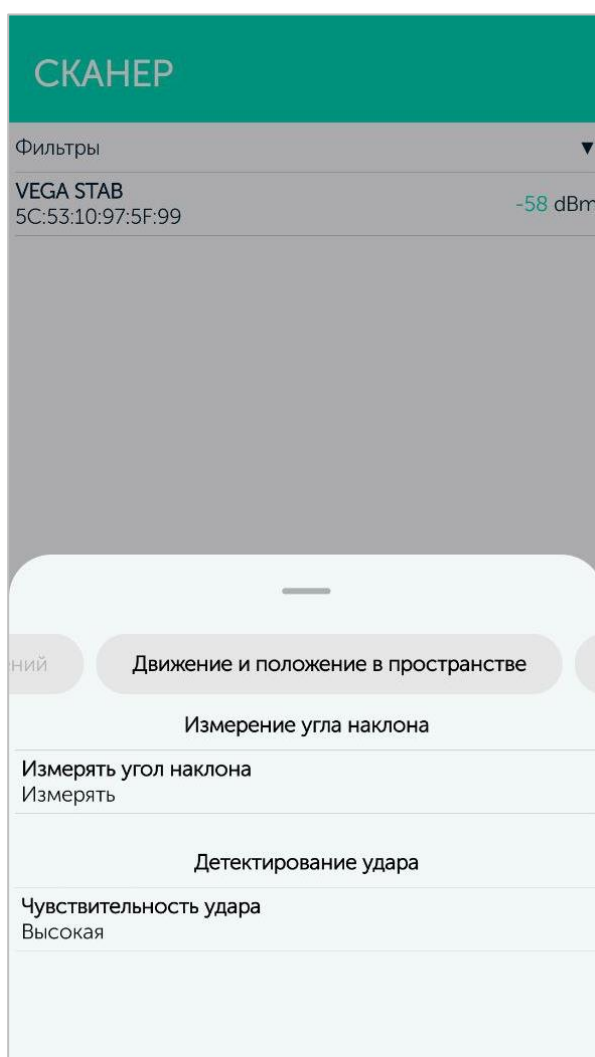 СКАНЕР
Фильтры ▼
VEGA STAB
5C:53:10:97:5F:99 -58 dBm
ний Движение и положение в пространстве
Измерение угла наклона
Измерять угол наклона
Измерять
Детектирование удара
Чувствительность удара
Высокая